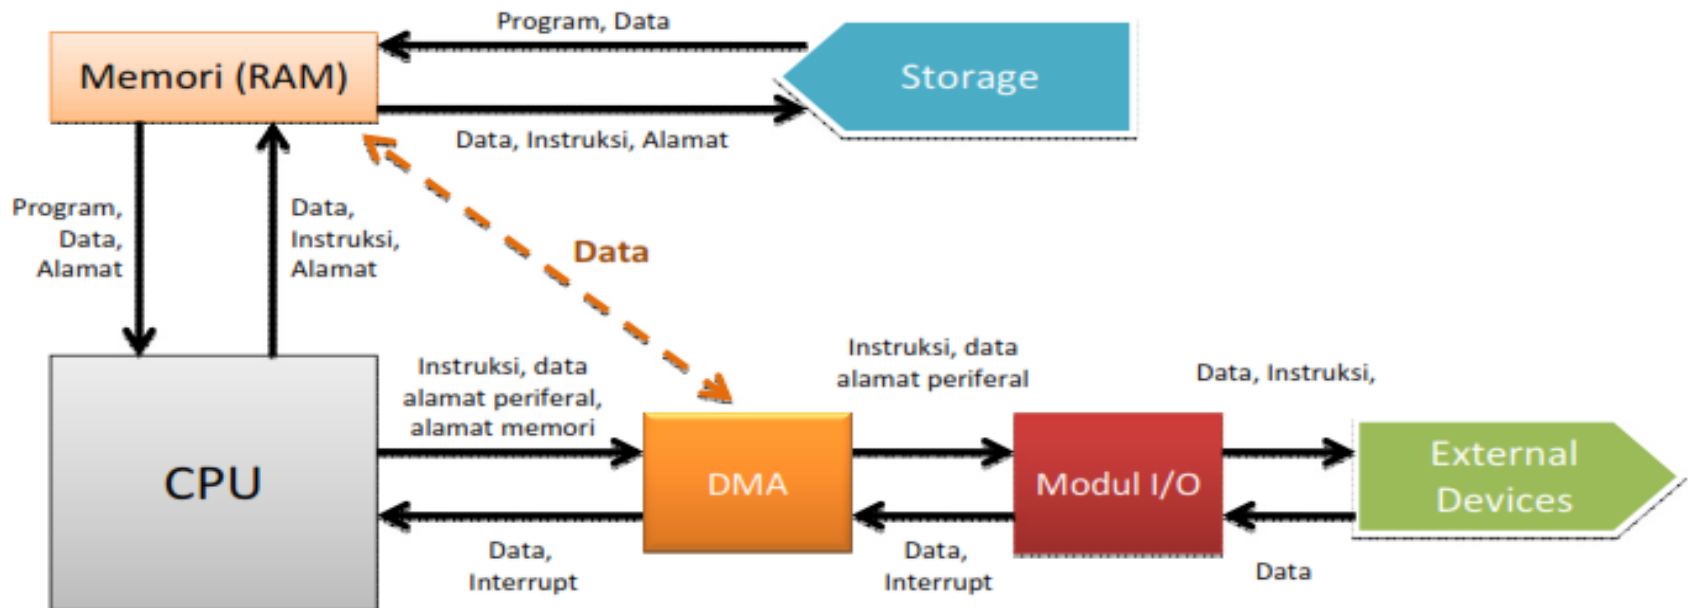 Program, Data
Memori (RAM)
Storage
Data, Instruksi, Alamat
Program,
Data,
Alamat
Data,
Instruksi,
Alamat
Data
Instruksi, data
alamat periferal,
alamat memori
Instruksi, data
alamat periferal
Data, Instruksi,
CPU
DMA
Modul I/O
External
Devices
Data,
Interrupt
Data,
Interrupt
Data